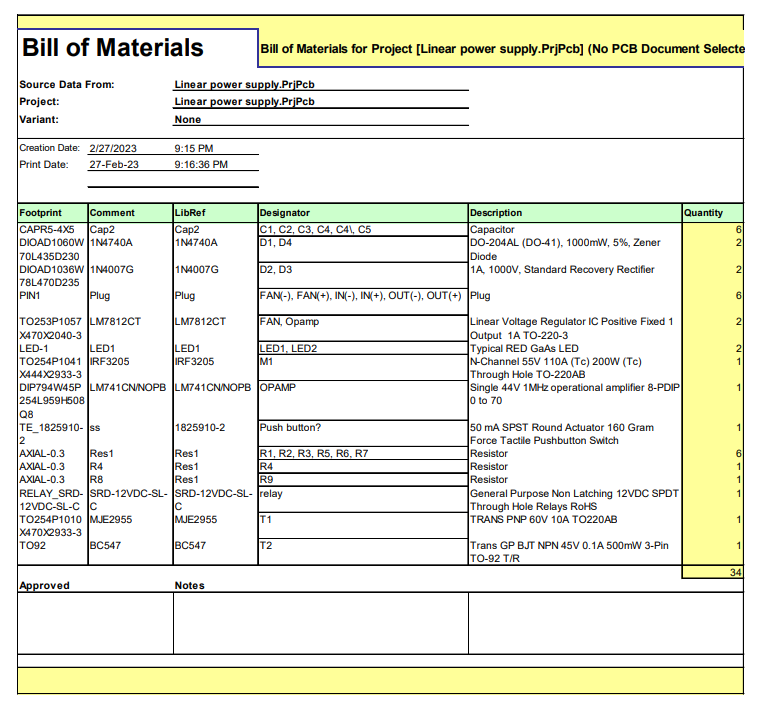 Bill of Materials
Bill of Materials for Project [Linear power supply.PrjPcb] (No PCB Document Selecte
Source Data From: Linear power supply.PrjPcb
Project: Linear power supply.PrjPcb
Variant: None
Creation Date: 2/27/2023 9:15 PM
Print Date: 27-Feb-23 9:16:36 PM
Footprint Comment LibRef Designator Description Quantity
CAPR5-4X5 Cap2 Cap2 C1, C2, C3, C4, C4\, C5 Capacitor 6
DIOAD1060W 1N4740A 1N4740A D1, D4 DO-204AL (DO-41), 1000mW, 5%, Zener 2
70L435D230 Diode
DIOAD1036W 1N4007G 1N4007G D2, D3 1A, 1000V, Standard Recovery Rectifier 2
78L470D235
PIN1 Plug Plug FAN(-), FAN(+), IN(-), IN(+), OUT(-), OUT(+) Plug 6
TO253P1057 LM7812CT LM7812CT FAN, Opamp Linear Voltage Regulator IC Positive Fixed 1 2
X470X2040-3 Output 1A TO-220-3
LED-1 LED1 LED1 LED1, LED2 Typical RED GaAs LED 2
TO254P1041 IRF3205 IRF3205 M1 N-Channel 55V 110A (Tc) 200W (Tc) 1
X444X2933-3 Through Hole TO-220AB
DIP794W45P LM741CN/NOPB LM741CN/NOPB OPAMP Single 44V 1MHz operational amplifier 8-PDIP 1
254L959H508 0 to 70
Q8
TE_1825910- ss 1825910-2 Push button? 50 mA SPST Round Actuator 160 Gram 1
2 Force Tactile Pushbutton Switch
AXIAL-0.3 Res1 Res1 R1, R2, R3, R5, R6, R7 Resistor 6
AXIAL-0.3 R4 Res1 R4 Resistor 1
AXIAL-0.3 R8 Res1 R9 Resistor 1
RELAY_SRD- SRD-12VDC-SL- SRD-12VDC-SL- relay General Purpose Non Latching 12VDC SPDT 1
12VDC-SL-C C C Through Hole Relays RoHS
TO254P1010 MJE2955 MJE2955 T1 TRANS PNP 60V 10A TO220AB 1
X470X2933-3
TO92 BC547 BC547 T2 Trans GP BJT NPN 45V 0.1A 500mW 3-Pin 1
TO-92 T/R
34
Approved Notes